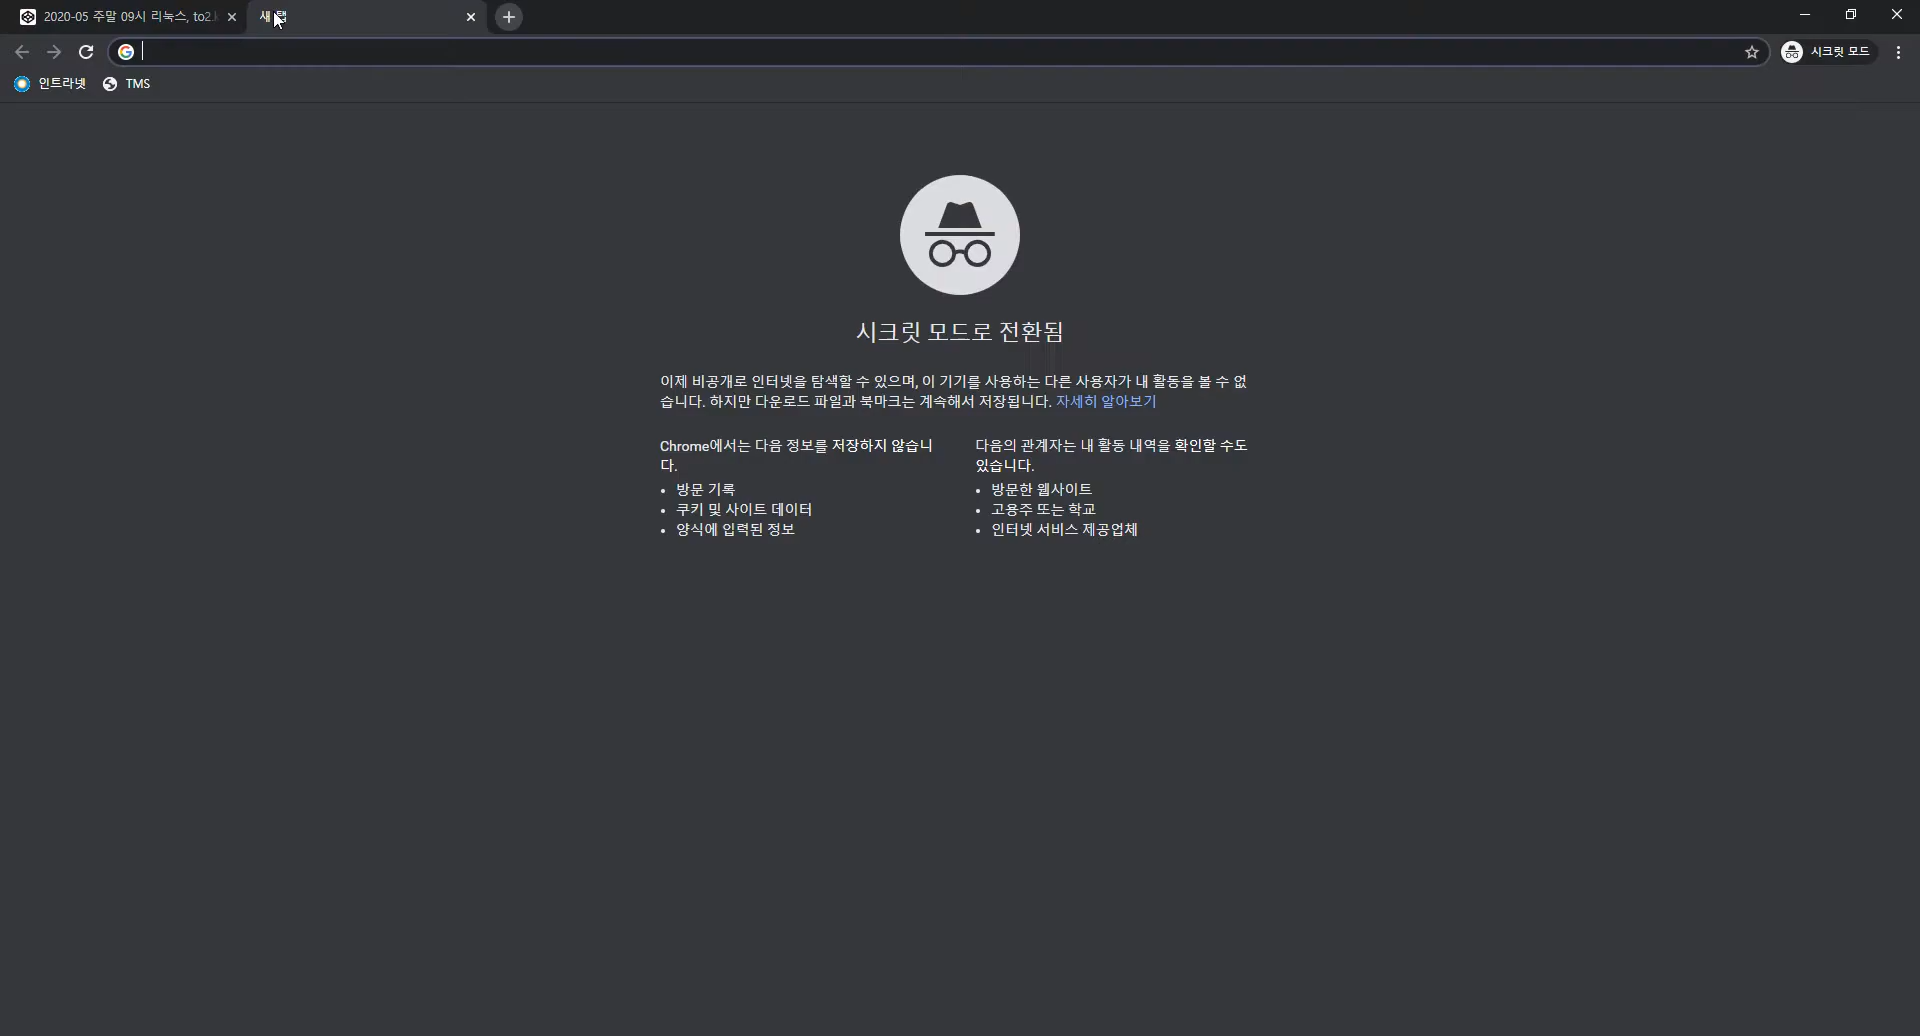 2020-05 주말 09시 리눅스, to2.
새 탭
시크릿 모드
인트라넷
TMS
시크릿 모드로 전환됨
이제 비공개로 인터넷을 탐색할 수 있으며, 이 기기를 사용하는 다른 사용자가 내 활동을 볼 수 없
습니다. 하지만 다운로드 파일과 북마크는 계속해서 저장됩니다. 자세히 알아보기
Chrome에서는 다음 정보를 저장하지 않습니
다.
• 방문 기록
• 쿠키 및 사이트 데이터
• 양식에 입력된 정보
다음의 관계자는 내 활동 내역을 확인할 수도
있습니다.
• 방문한 웹사이트
• 고용주 또는 학교
• 인터넷 서비스 제공업체